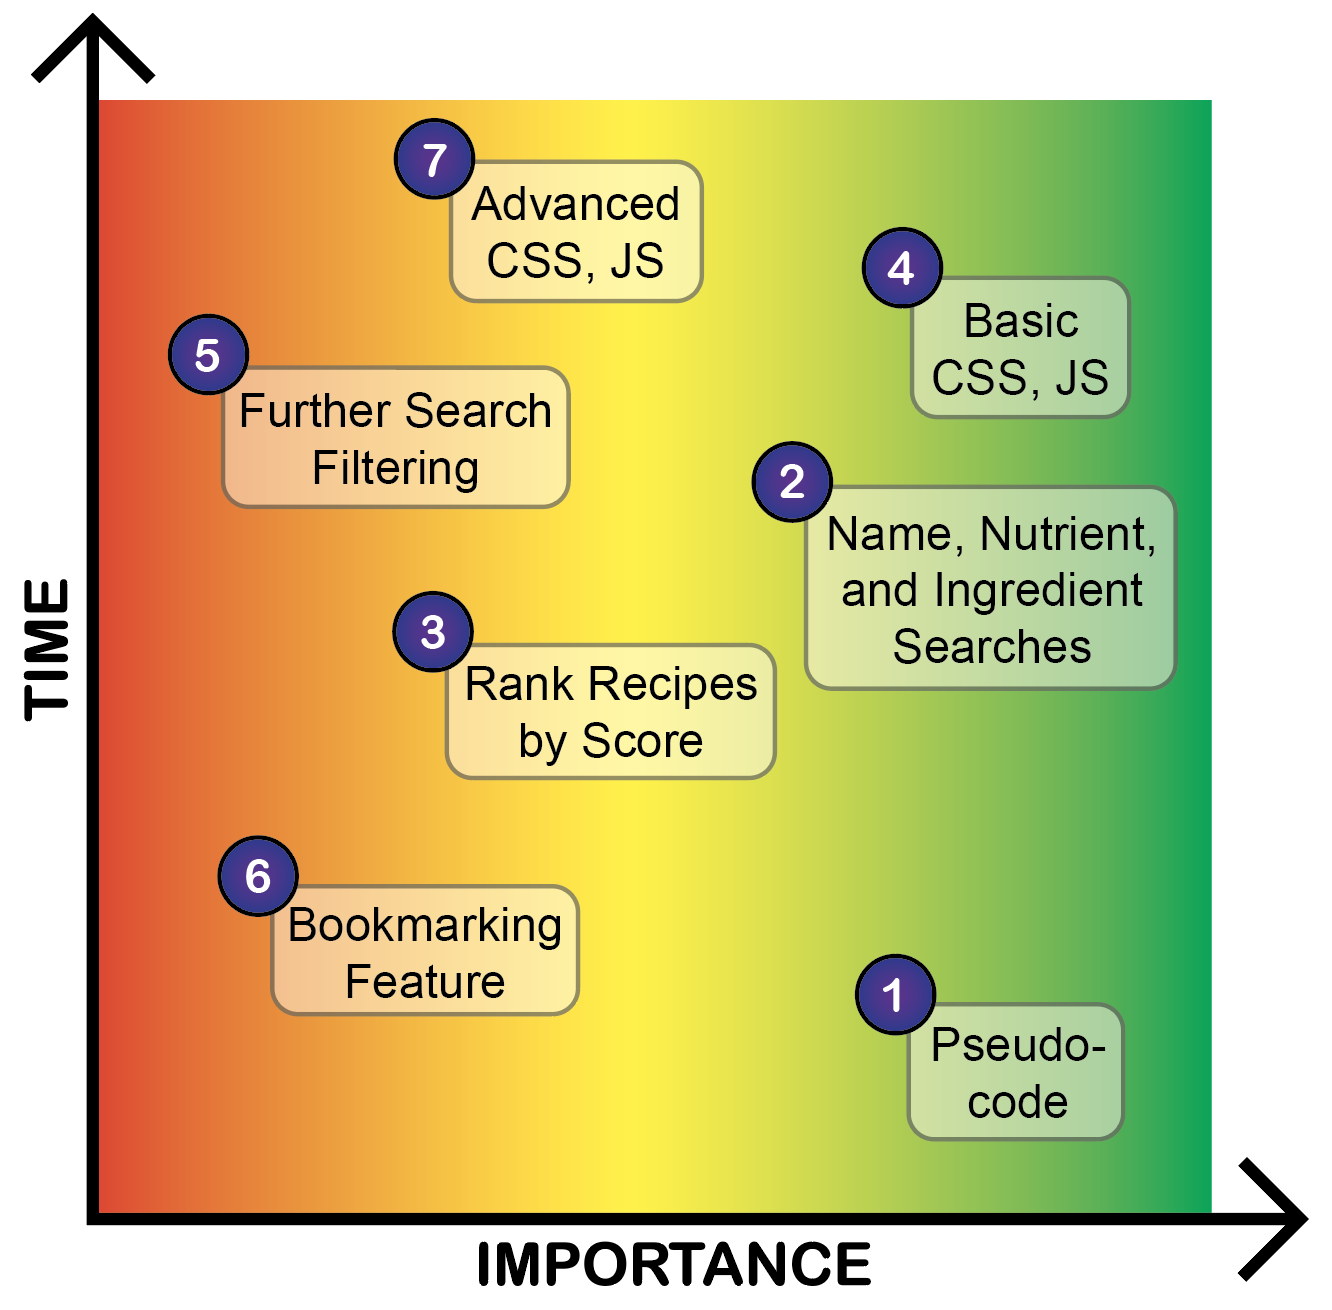 7
Advanced
CSS, JS
4
Basic
CSS, JS
5
Further Search
Filtering
2
Name, Nutrient,
and Ingredient
Searches
3
Rank Recipes
by Score
6
Bookmarking
Feature
1
Pseudo-
code
TIME
IMPORTANCE